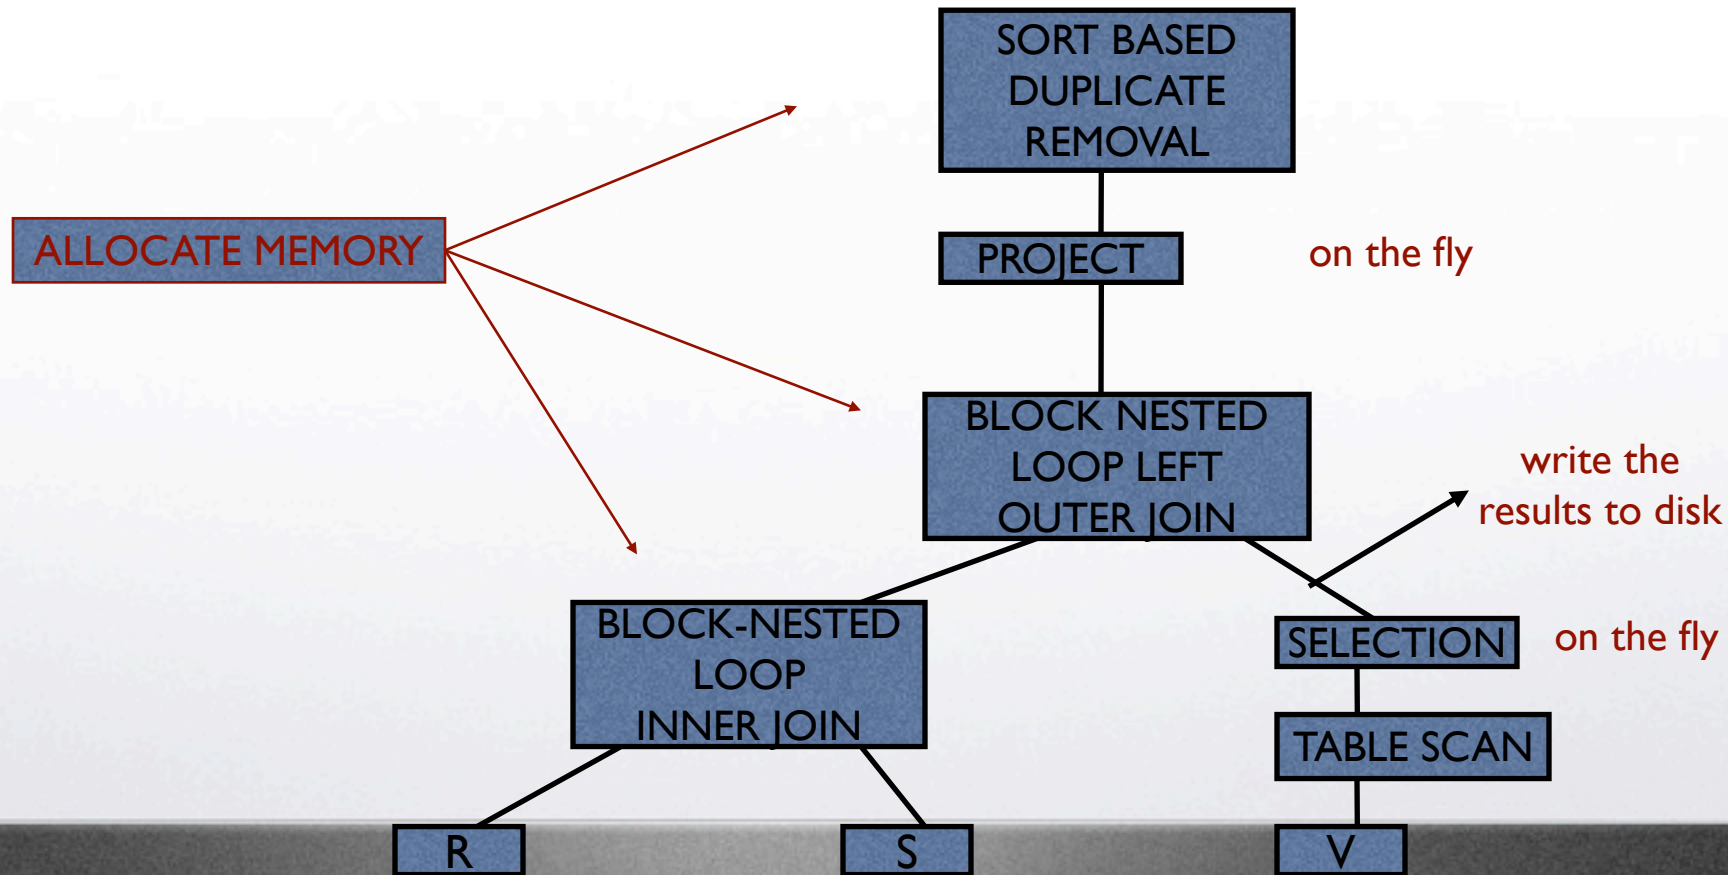 SORT BASED
DUPLICATE
REMOVAL
ALLOCATE MEMORY
PROJECT
on the fly
BLOCK NESTED
LOOP LEFT
OUTER JOIN
write the
results to disk
BLOCK-NESTED
LOOP
INNER JOIN
SELECTION
on the fly
TABLE SCAN
R
S
V